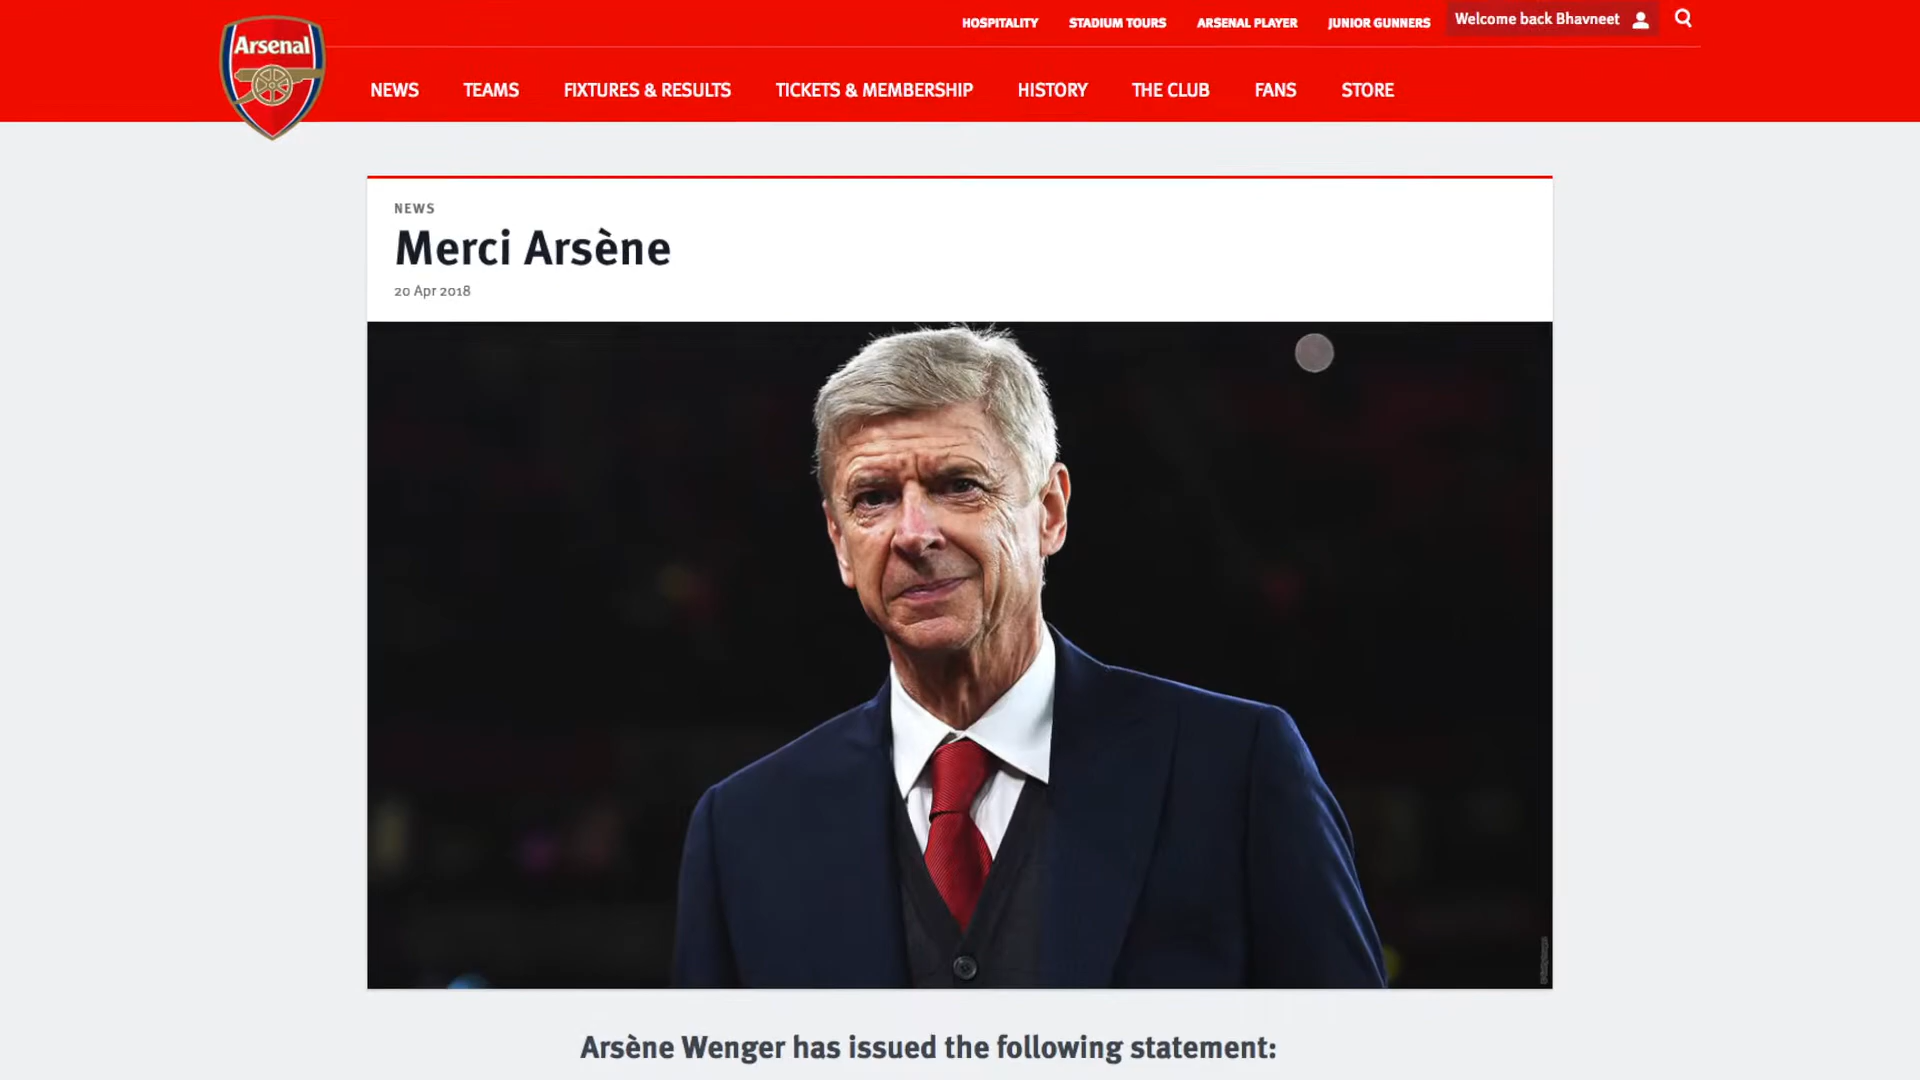 HOSPITALITY STADIUM TOURS ARSENAL PLAYER JUNIOR GUNNERS Welcome back Bhavneet
Arsenal
NEWS TEAMS FIXTURES & RESULTS TICKETS & MEMBERSHIP HISTORY THE CLUB FANS STORE
NEWS
Merci Arsène
20 Apr 2018
Arsène Wenger has issued the following statement: